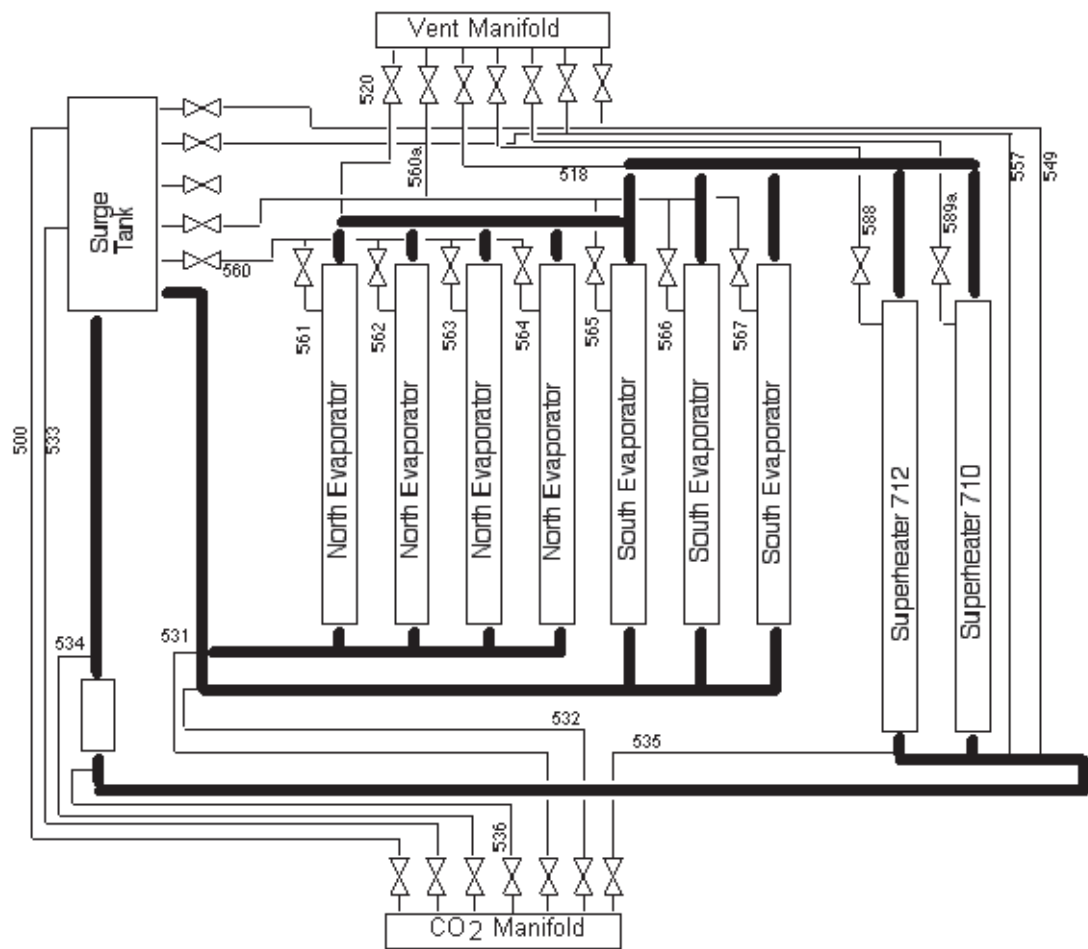 Vent Manifold
520
560a
518
557
549
588
589a
Surge
Tank
560
561
562
563
564
565
566
567
500
533
North Evaporator
North Evaporator
North Evaporator
North Evaporator
South Evaporator
South Evaporator
South Evaporator
Superheater 712
Superheater 710
534
531
532
535
536
CO2 Manifold